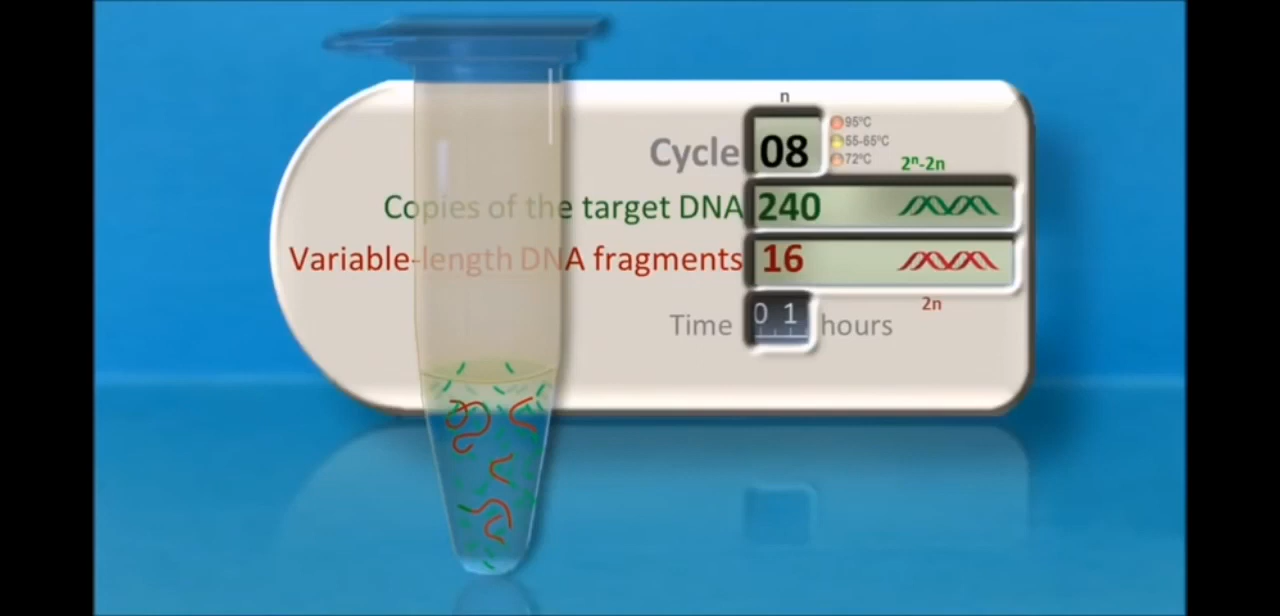 n
Cycle 08
95ºC
55-65ºC
72ºC
2ⁿ-2n
Copies of the target DNA 240
Variable-length DNA fragments 16
2n
Time 0 1 hours